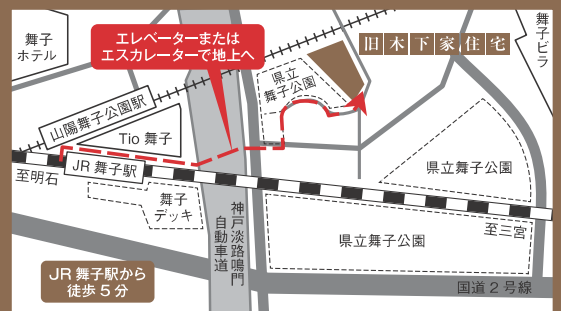 舞子
ホテル
エレベーターまたは
エスカレーターで地上へ
旧木下家住宅
舞子ビラ
県立
舞子公園
山陽舞子公園駅
Tio 舞子
JR 舞子駅
至明石
舞子
デッキ
神戸淡路鳴門
自動車道
県立舞子公園
県立舞子公園
至三宮
国道2号線
JR 舞子駅から
徒歩5分